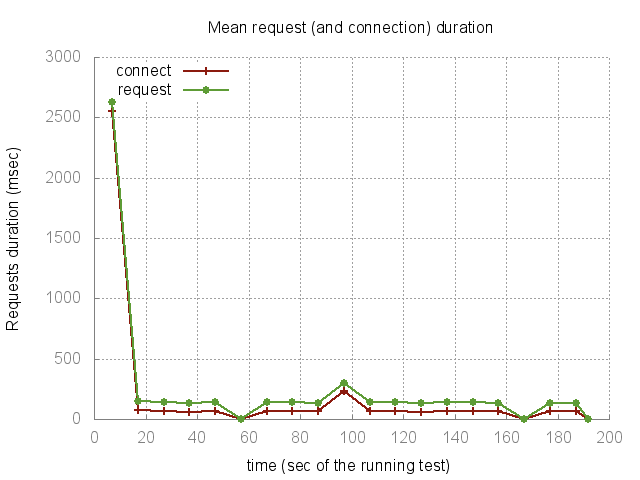 Mean request (and connection) duration
connect
request
3000
2500
2000
1500
1000
500
0
Requests duration (msec)
0 20 40 60 80 100 120 140 160 180 200
time (sec of the running test)